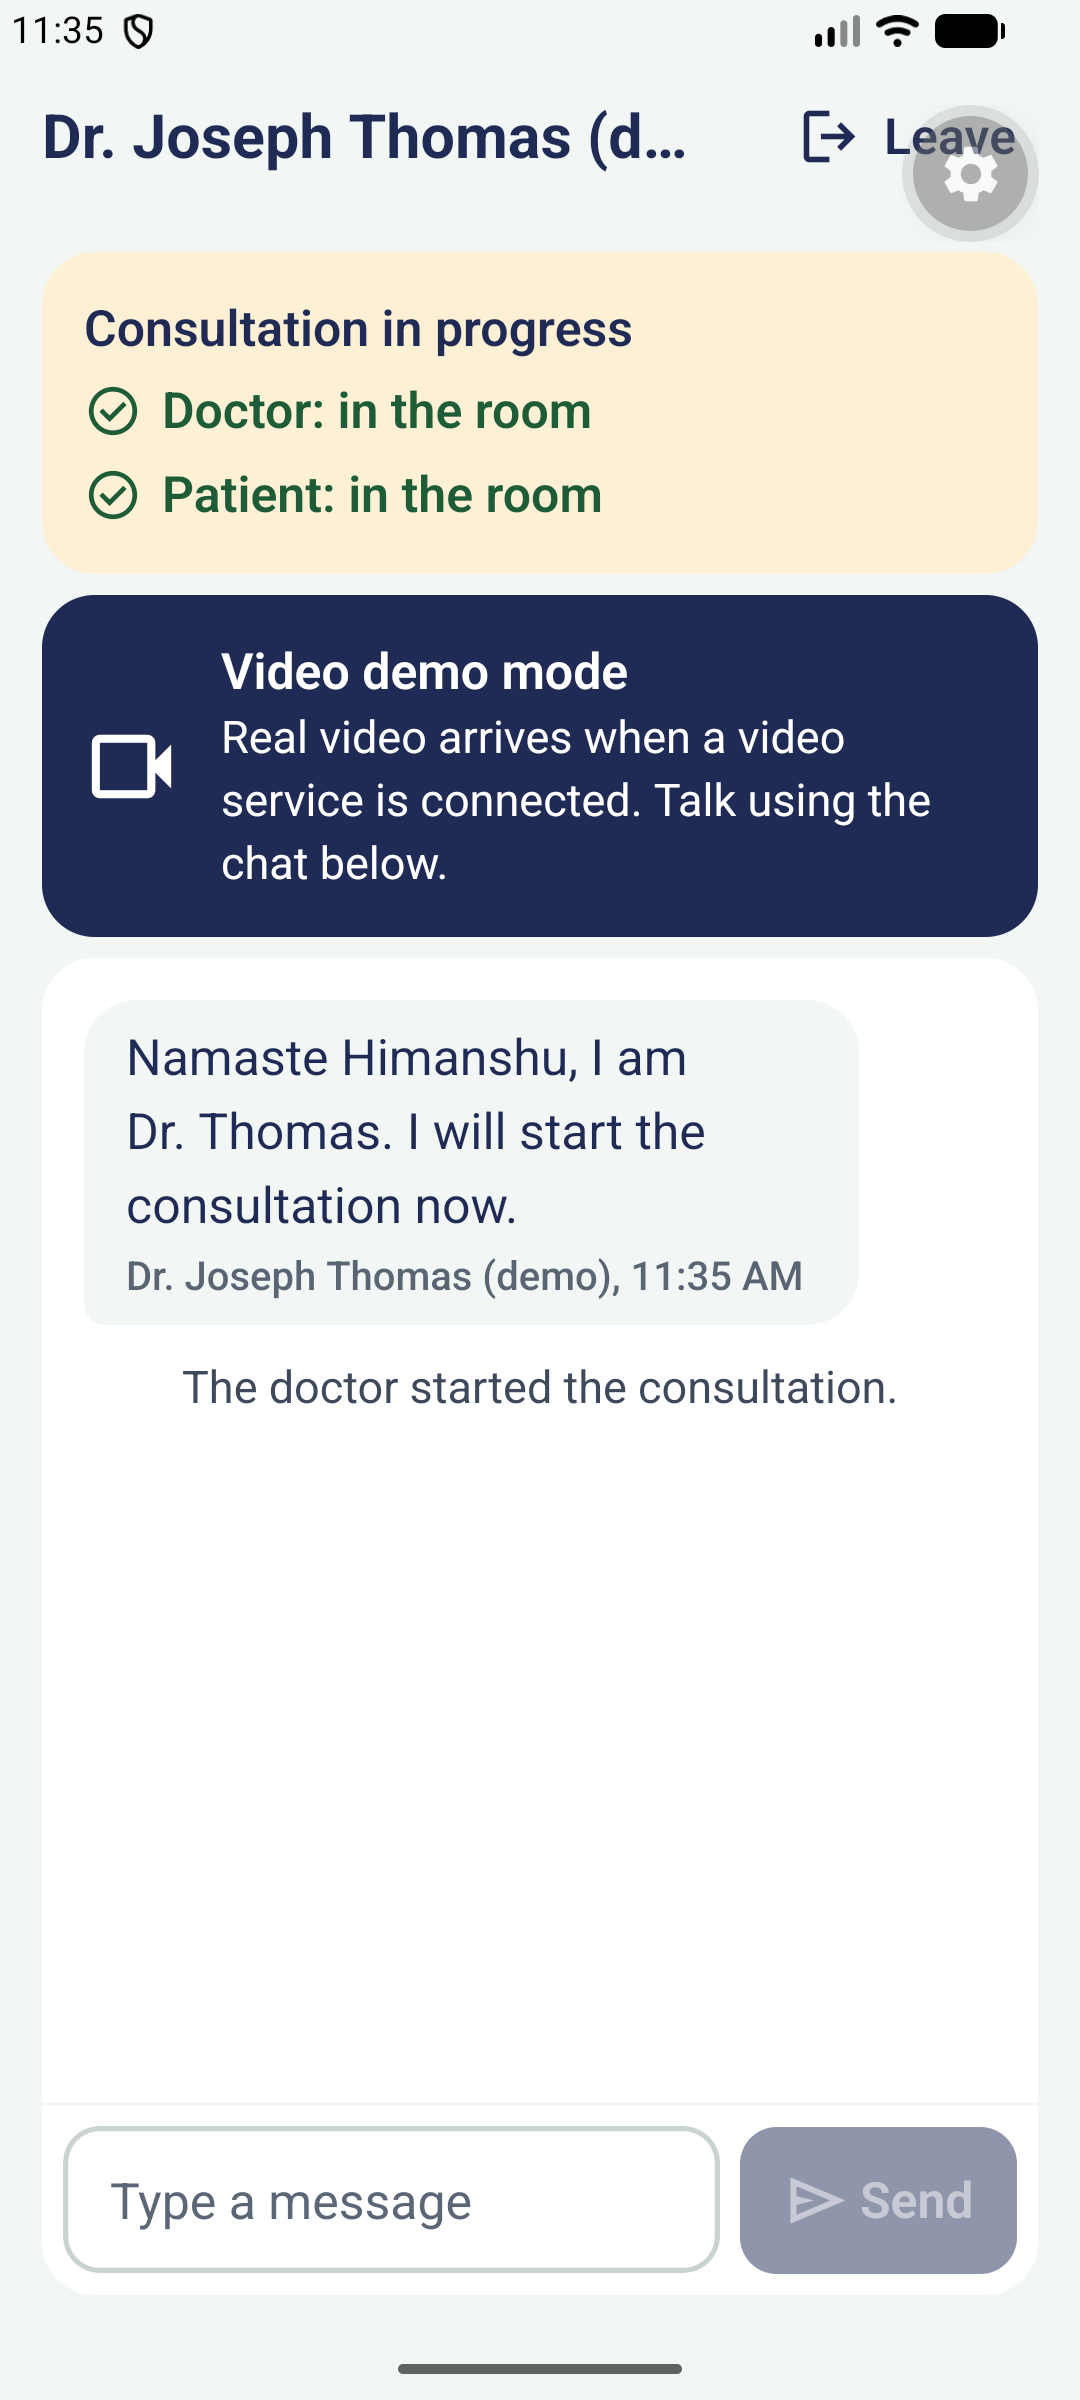 11:35
Dr. Joseph Thomas (d...
Leave
Consultation in progress
Doctor: in the room
Patient: in the room
Video demo mode
Real video arrives when a video
service is connected. Talk using the
chat below.
Namaste Himanshu, I am
Dr. Thomas. I will start the
consultation now.
Dr. Joseph Thomas (demo), 11:35 AM
The doctor started the consultation.
Type a message
Send